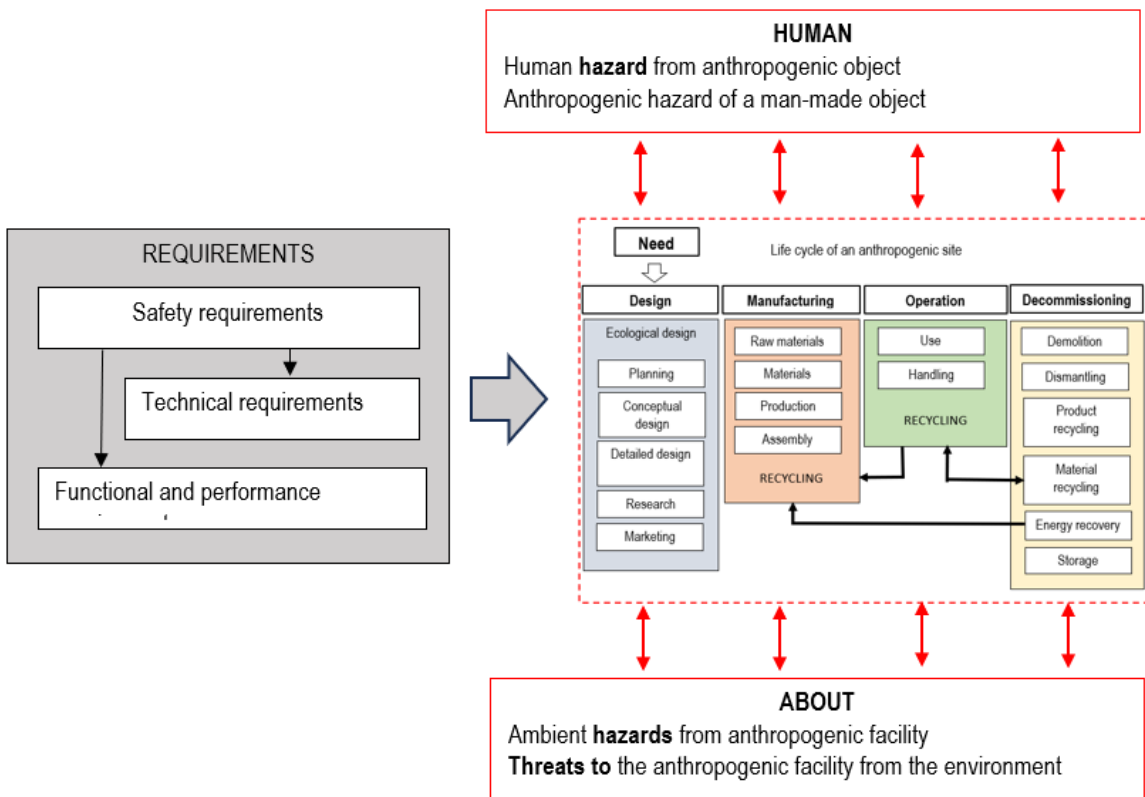 HUMAN
Human hazard from anthropogenic object
Anthropogenic hazard of a man-made object
REQUIREMENTS
Safety requirements
Technical requirements
Functional and performance
Need
Life cycle of an anthropogenic site
Design
Ecological design
Planning
Conceptual
design
Detailed design
Research
Marketing
Manufacturing
Raw materials
Materials
Production
Assembly
RECYCLING
Operation
Use
Handling
RECYCLING
Decommissioning
Demolition
Dismantling
Product
recycling
Material
recycling
Energy recovery
Storage
ABOUT
Ambient hazards from anthropogenic facility
Threats to the anthropogenic facility from the environment